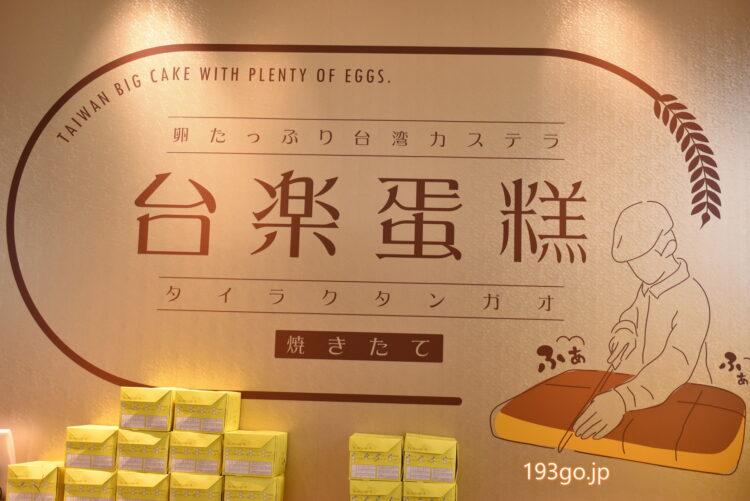 TAIWAN BIG CAKE WITH PLENTY OF EGGS.
卵たっぷり台湾カステラ
台楽蛋糕
タイラクタンガオ
焼きたて
ふぁ
ふぁ
193go.jp